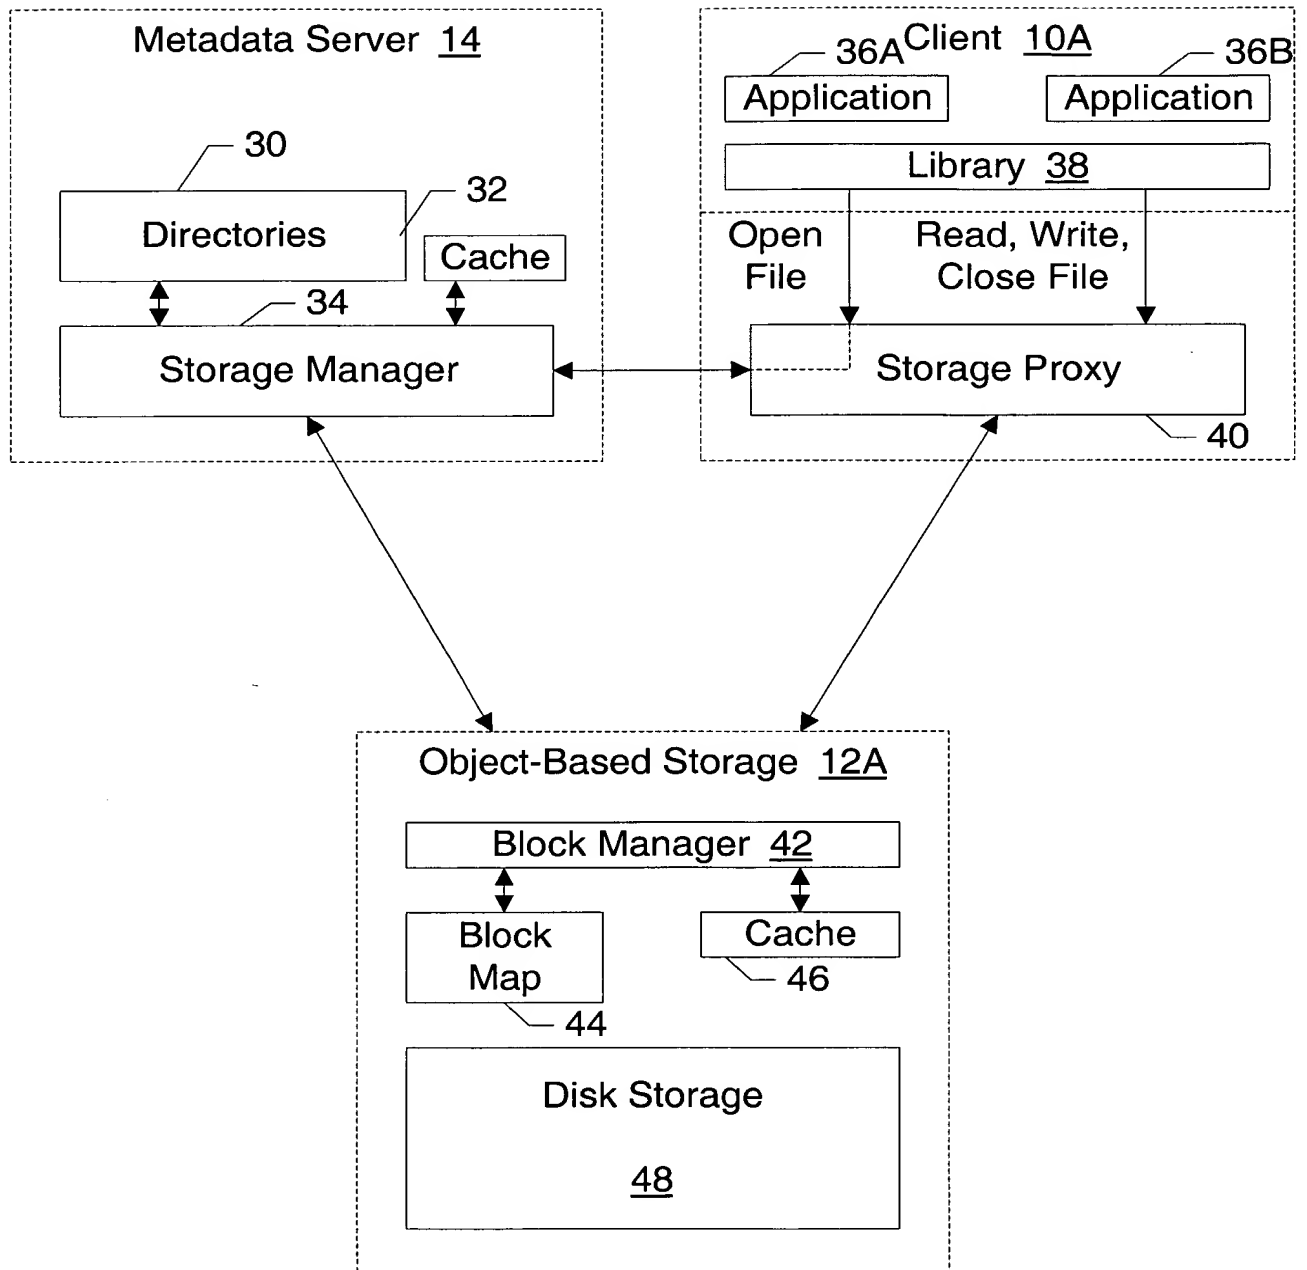 Metadata Server 14
30
32
Directories
Cache
34
Storage Manager
Client 10A
36A
36B
Application
Application
Library 38
Open
File
Read, Write,
Close File
Storage Proxy
40
Object-Based Storage 12A
Block Manager 42
Block
Map
44
Cache
46
Disk Storage
48